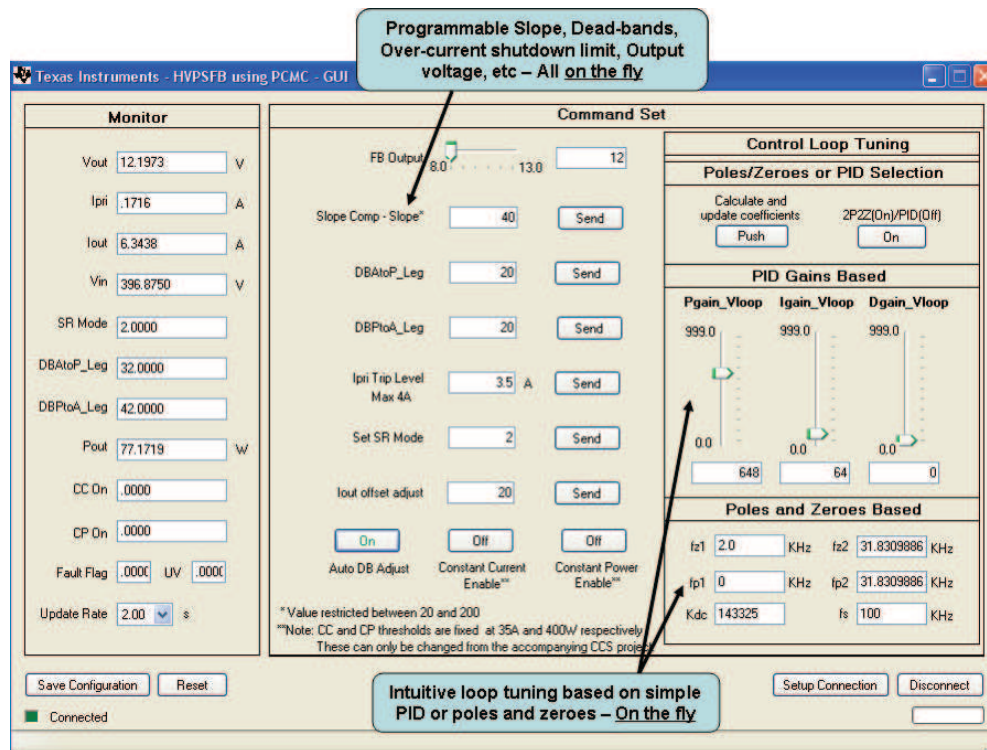 Programmable Slope, Dead-bands,
Over-current shutdown limit, Output
voltage, etc – All on the fly
Texas Instruments - HVPSFB using PCMC - GUI
Monitor
Vout 12.1973 V
Ipri .1716 A
Iout 6.3438 A
Vin 396.8750 V
SR Mode 2.0000
DBAtoP_Leg 32.0000
DBPtoA_Leg 42.0000
Pout 77.1719 W
CC On .0000
CP On .0000
Fault Flag .000( UV .000(
Update Rate 2.00 s
Command Set
FB Output 8.0 13.0 12
Slope Comp - Slope* 40 Send
DBAtoP_Leg 20 Send
DBPtoA_Leg 20 Send
Ipri Trip Level
Max 4A
3.5 A Send
Set SR Mode 2 Send
Iout offset adjust 20 Send
On Off Off
Auto DB Adjust
Constant Current
Enable**
Constant Power
Enable**
* Value restricted between 20 and 200
**Note: CC and CP thresholds are fixed at 35A and 400W respectively
These can only be changed from the accompanying CCS project
Control Loop Tuning
Poles/Zeroes or PID Selection
Calculate and
update coefficients
Push
2P2Z(On)/PID(Off)
On
PID Gains Based
Pgain_Vloop Igain_Vloop Dgain_Vloop
999.0 999.0 999.0
0.0 0.0 0.0
648 64 0
Poles and Zeroes Based
fz1 2.0 KHz fz2 31.8309886 KHz
fp1 0 KHz fp2 31.8309886 KHz
Kdc 143325 fs 100 KHz
Save Configuration Reset
Connected
Intuitive loop tuning based on simple
PID or poles and zeroes – On the fly
Setup Connection Disconnect